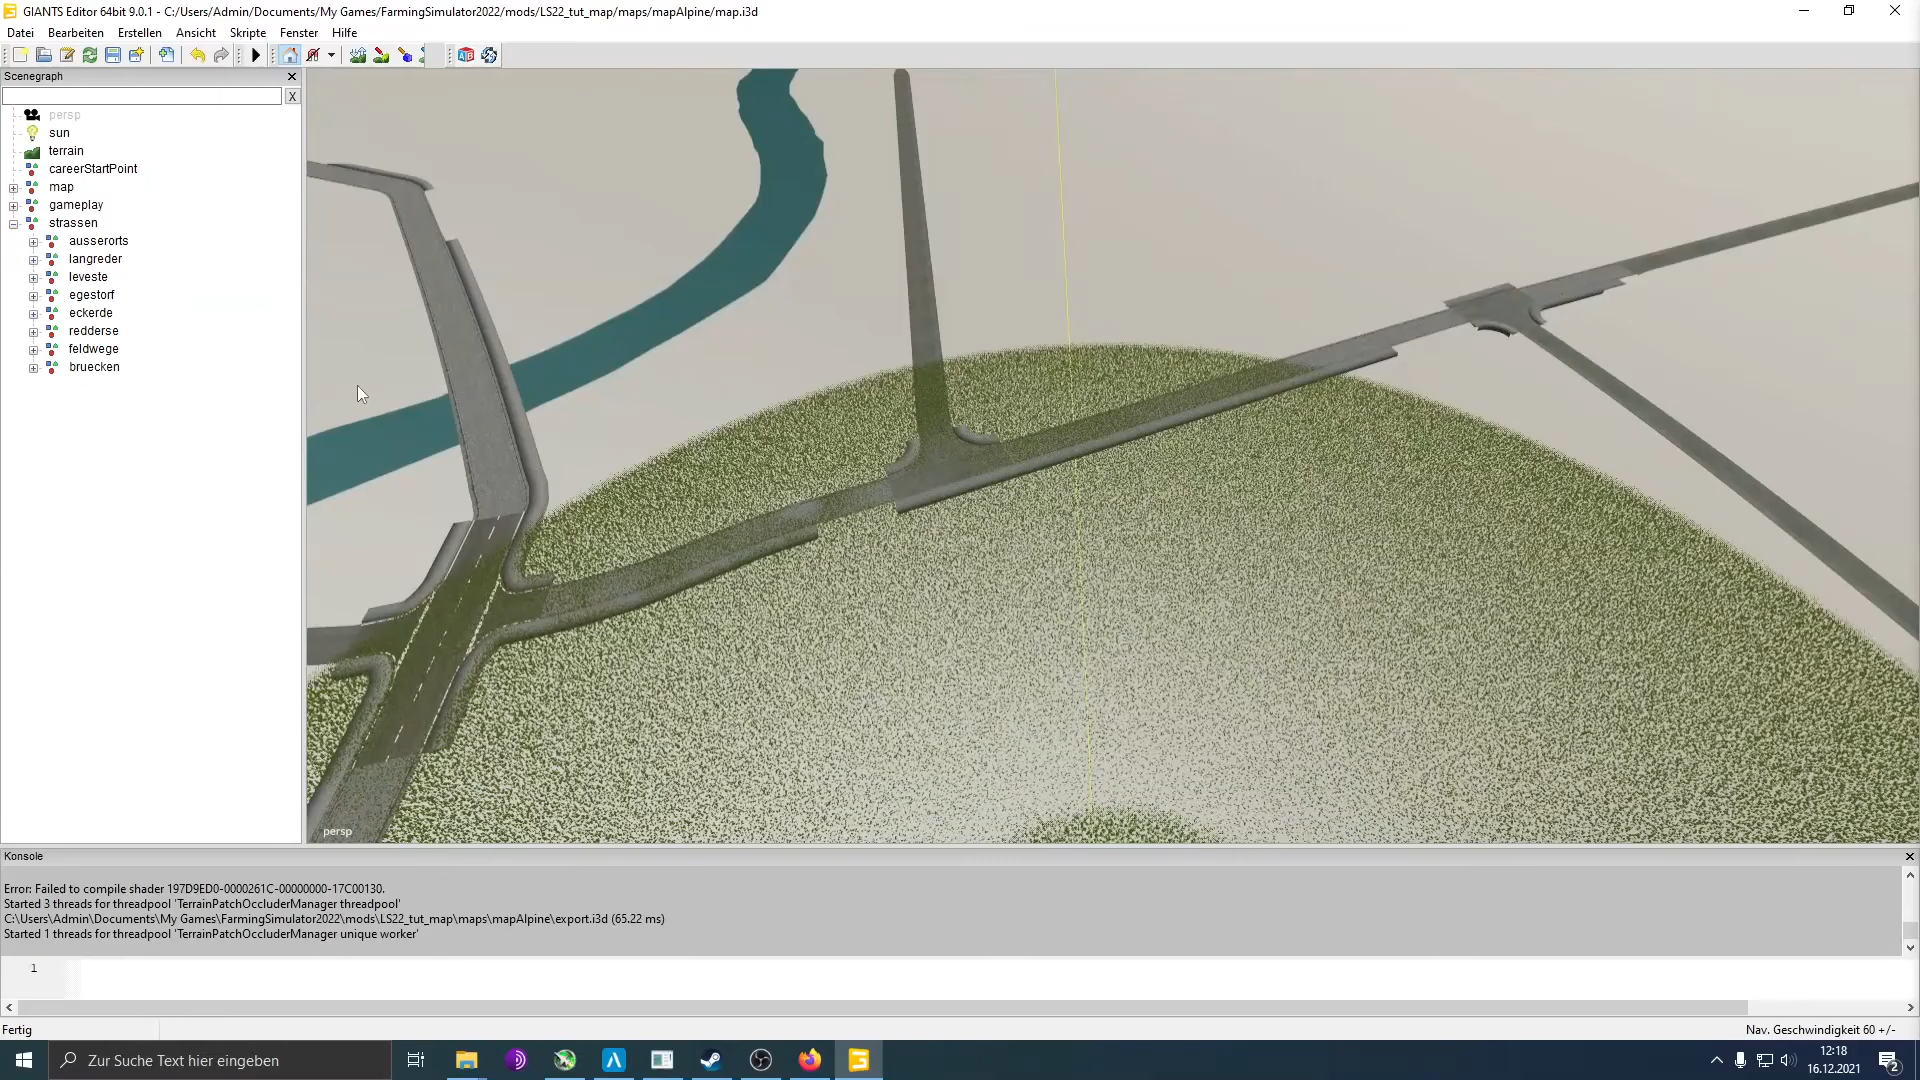 GIANTS Editor 64bit 9.0.1 - C:/Users/Admin/Documents/My Games/FarmingSimulator2022/mods/LS22_tut_map/maps/mapAlpine/map.i3d
Datei Bearbeiten Erstellen Ansicht Skripte Fenster Hilfe
Scenegraph
X
persp
sun
terrain
careerStartPoint
map
gameplay
strassen
ausserorts
langreder
leveste
egestorf
eckerde
redderse
feldwege
bruecken
persp
Konsole
Error: Failed to compile shader 197D9ED0-0000261C-00000000-17C00130.
Started 3 threads for threadpool 'TerrainPatchOccluderManager threadpool'
C:\Users\Admin\Documents\My Games\FarmingSimulator2022\mods\LS22_tut_map\maps\mapAlpine\export.i3d (65.22 ms)
Started 1 threads for threadpool 'TerrainPatchOccluderManager unique worker'
1
Fertig
Nav. Geschwindigkeit 60 +/-
Zur Suche Text hier eingeben
12:18
16.12.2021
2